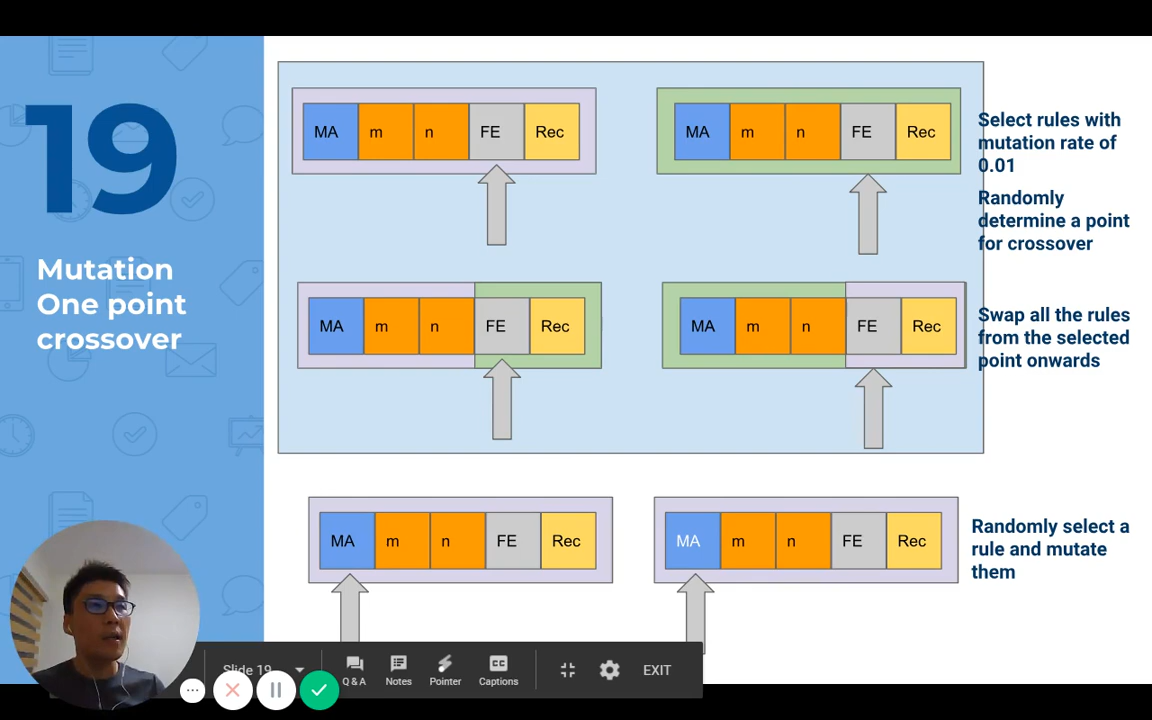 19
Mutation
One point
crossover
MA m n FE Rec
MA m n FE Rec
Select rules with
mutation rate of
0.01
Randomly
determine a point
for crossover
MA m n FE Rec
MA m n FE Rec
Swap all the rules
from the selected
point onwards
MA m n FE Rec
MA m n FE Rec
Randomly select a
rule and mutate
them
Slide 19
Q & A
Notes
Pointer
CC
Captions
EXIT